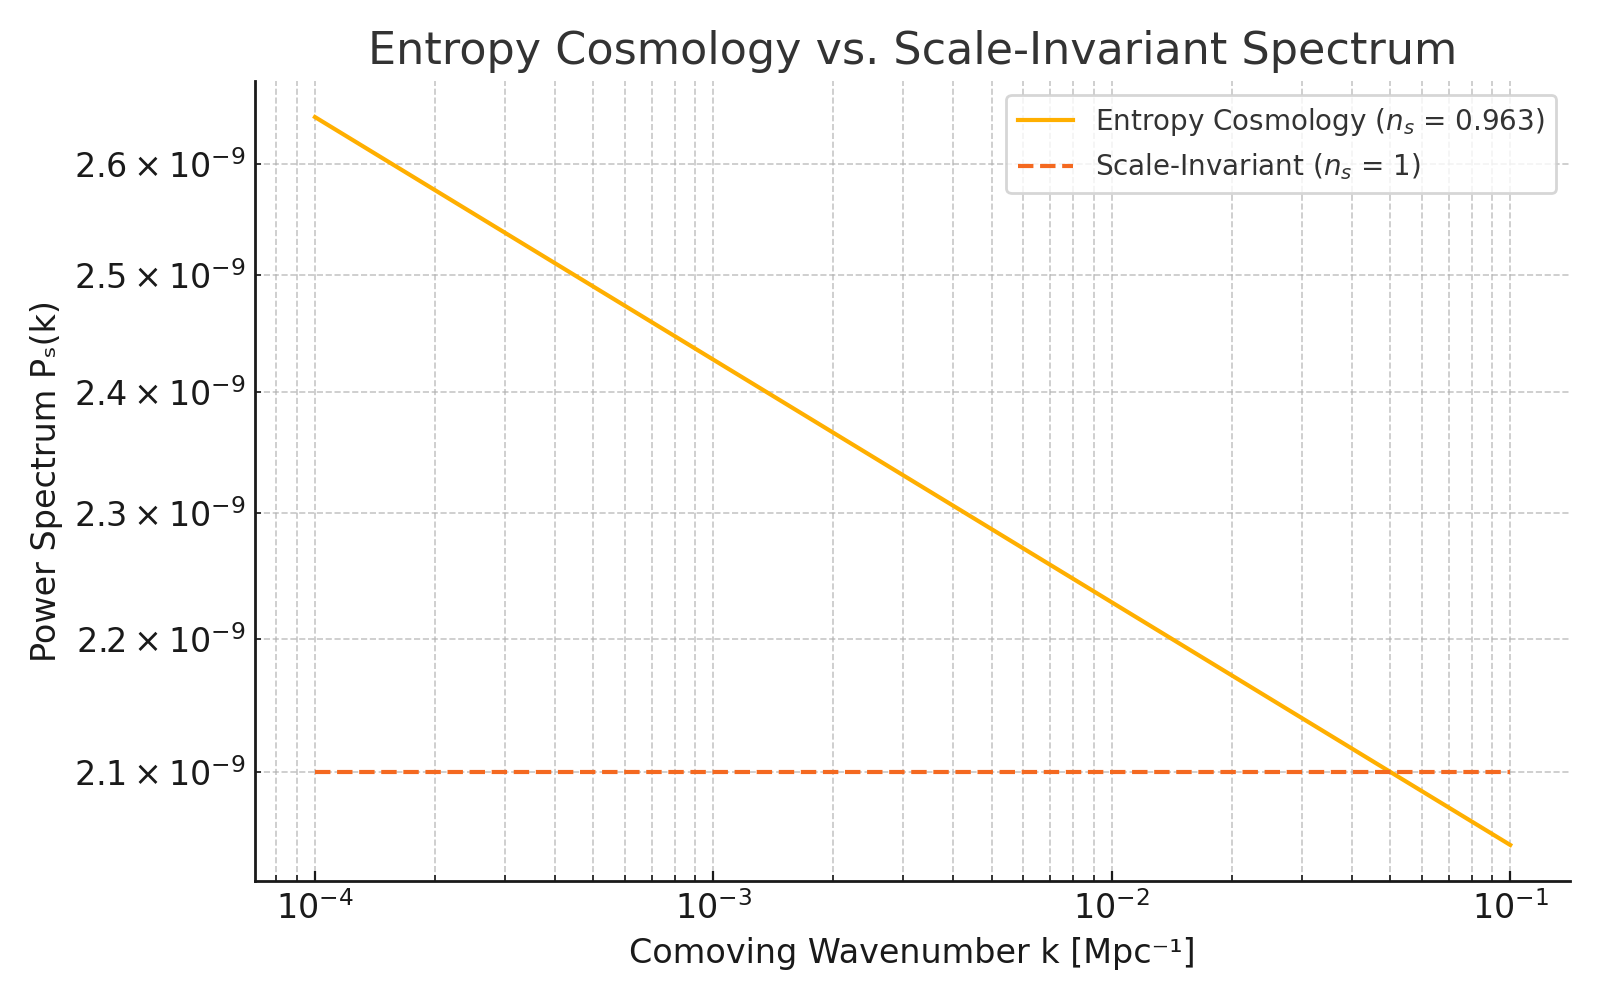 Entropy Cosmology vs. Scale-Invariant Spectrum
Entropy Cosmology (nₛ = 0.963)
Scale-Invariant (nₛ = 1)
Power Spectrum Pₛ(k)
2.6 × 10⁻⁹
2.5 × 10⁻⁹
2.4 × 10⁻⁹
2.3 × 10⁻⁹
2.2 × 10⁻⁹
2.1 × 10⁻⁹
10⁻⁴ 10⁻³ 10⁻² 10⁻¹
Comoving Wavenumber k [Mpc⁻¹]